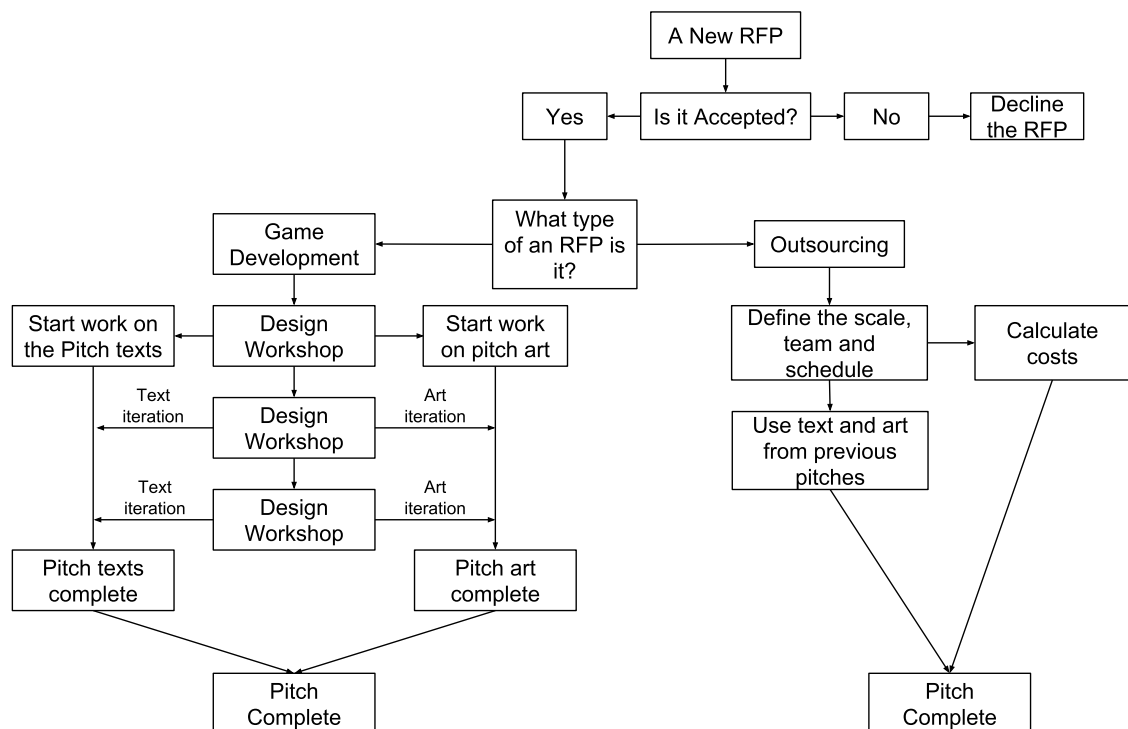 A New RFP
Yes
Is it Accepted?
No
Decline
the RFP
What type
of an RFP is
it?
Game
Development
Outsourcing
Start work on
the Pitch texts
Design
Workshop
Start work
on pitch art
Define the scale,
team and
schedule
Calculate
costs
Text
iteration
Design
Workshop
Art
iteration
Use text and art
from previous
pitches
Text
iteration
Design
Workshop
Art
iteration
Pitch texts
complete
Pitch art
complete
Pitch
Complete
Pitch
Complete